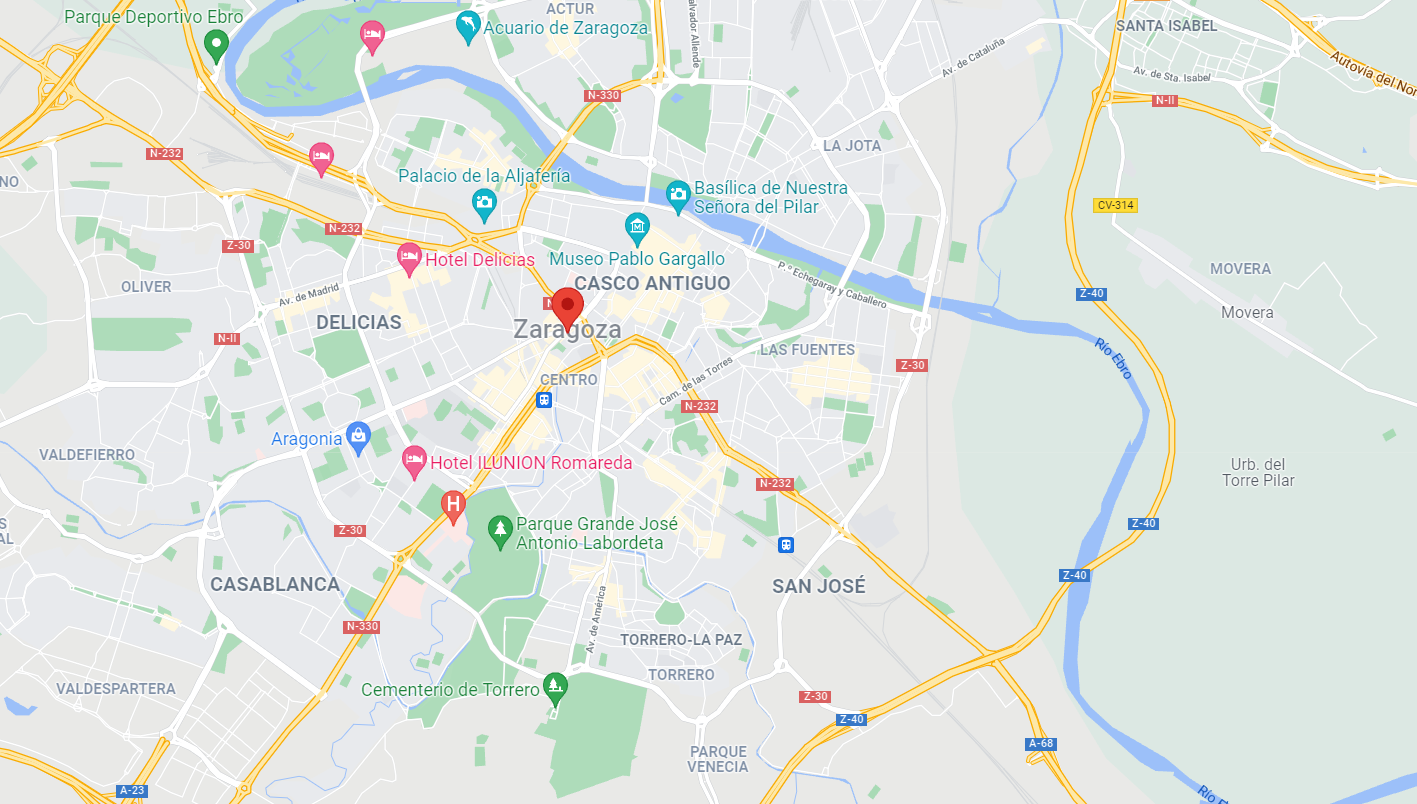 Parque Deportivo Ebro
ACTUR
Acuario de Zaragoza
Salvador Allende
SANTA ISABEL
Av. de Cataluña
Autovía del Nor
Av. de Sta. Isabel
N-330
N-II
N-232
LA JOTA
NO
Palacio de la Aljafería
Basílica de Nuestra
Señora del Pilar
CV-314
N-232
Z-30
Museo Pablo Gargallo
Hotel Delicias
P.º Echegaray y Caballero
MOVERA
CASCO ANTIGUO
OLIVER
Av. de Madrid
Z-40
N
Movera
DELICIAS
Zaragoza
N-II
LAS FUENTES
Río Ebro
Z-30
CENTRO
Cam. de las Torres
N-232
Aragonia
VALDEFIERRO
Hotel ILUNION Romareda
Urb. del
Torre Pilar
N-232
H
S
AL
Z-30
Parque Grande José
Antonio Labordeta
Z-40
Z-40
CASABLANCA
SAN JOSÉ
Av. de América
N-330
TORRERO-LA PAZ
TORRERO
VALDESPARTERA
Cementerio de Torrero
Z-30
Z-40
A-68
PARQUE
VENECIA
A-23
Río E